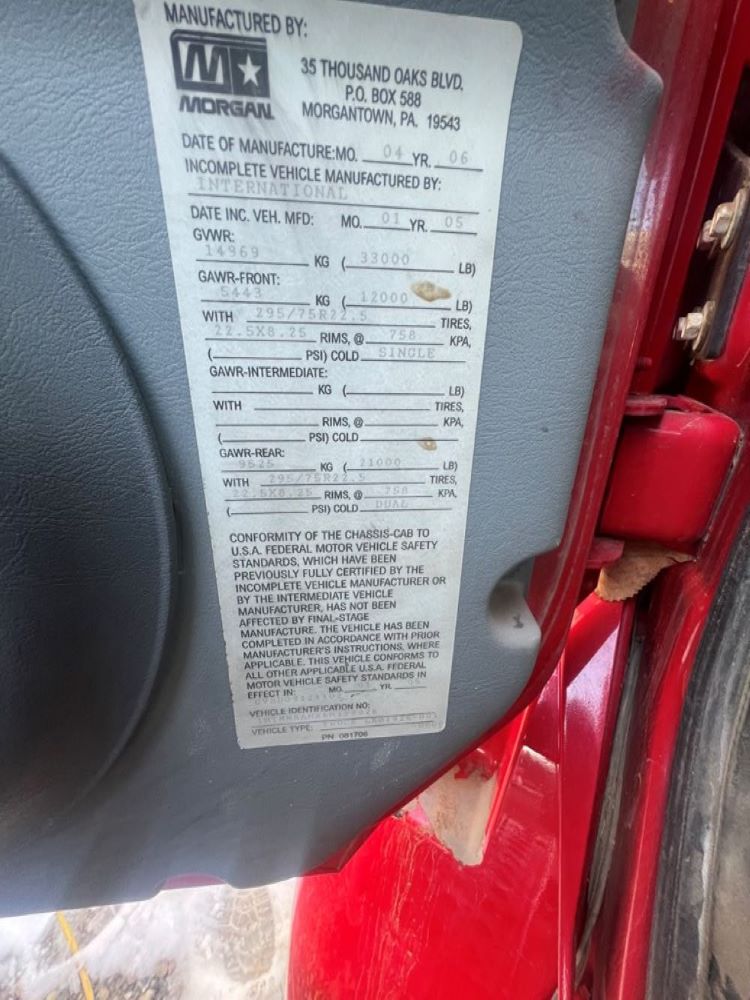 MANUFACTURED BY:
MORGAN
35 THOUSAND OAKS BLVD.
P.O. BOX 588
MORGANTOWN, PA. 19543
DATE OF MANUFACTURE:MO. 04 YR. 06
INCOMPLETE VEHICLE MANUFACTURED BY:
INTERNATIONAL
DATE INC. VEH. MFD: MO. 01 YR. 05
GVWR:
14969 KG (33000 LB)
GAWR-FRONT:
5443 KG (12000 LB)
WITH 295/75R22.5 TIRES,
22.5X8.25 RIMS, @ 758 KPA,
( PSI) COLD SINGLE
GAWR-INTERMEDIATE:
KG ( LB)
WITH TIRES,
RIMS, @ KPA,
( PSI) COLD
GAWR-REAR:
9525 KG (21000 LB)
WITH 295/75R22.5 TIRES,
22.5X8.25 RIMS, @ 758 KPA,
( PSI) COLD DUAL
CONFORMITY OF THE CHASSIS-CAB TO
U.S.A. FEDERAL MOTOR VEHICLE SAFETY
STANDARDS, WHICH HAVE BEEN
PREVIOUSLY FULLY CERTIFIED BY THE
INCOMPLETE VEHICLE MANUFACTURER OR
BY THE INTERMEDIATE VEHICLE
MANUFACTURER, HAS NOT BEEN
AFFECTED BY FINAL-STAGE
MANUFACTURE. THE VEHICLE HAS BEEN
COMPLETED IN ACCORDANCE WITH PRIOR
MANUFACTURER'S INSTRUCTIONS, WHERE
APPLICABLE. THIS VEHICLE CONFORMS TO
ALL OTHER APPLICABLE U.S.A. FEDERAL
MOTOR VEHICLE SAFETY STANDARDS IN
EFFECT IN: MO. YR.
VEHICLE IDENTIFICATION NO:
VEHICLE TYPE: TRUCK
PN 081706